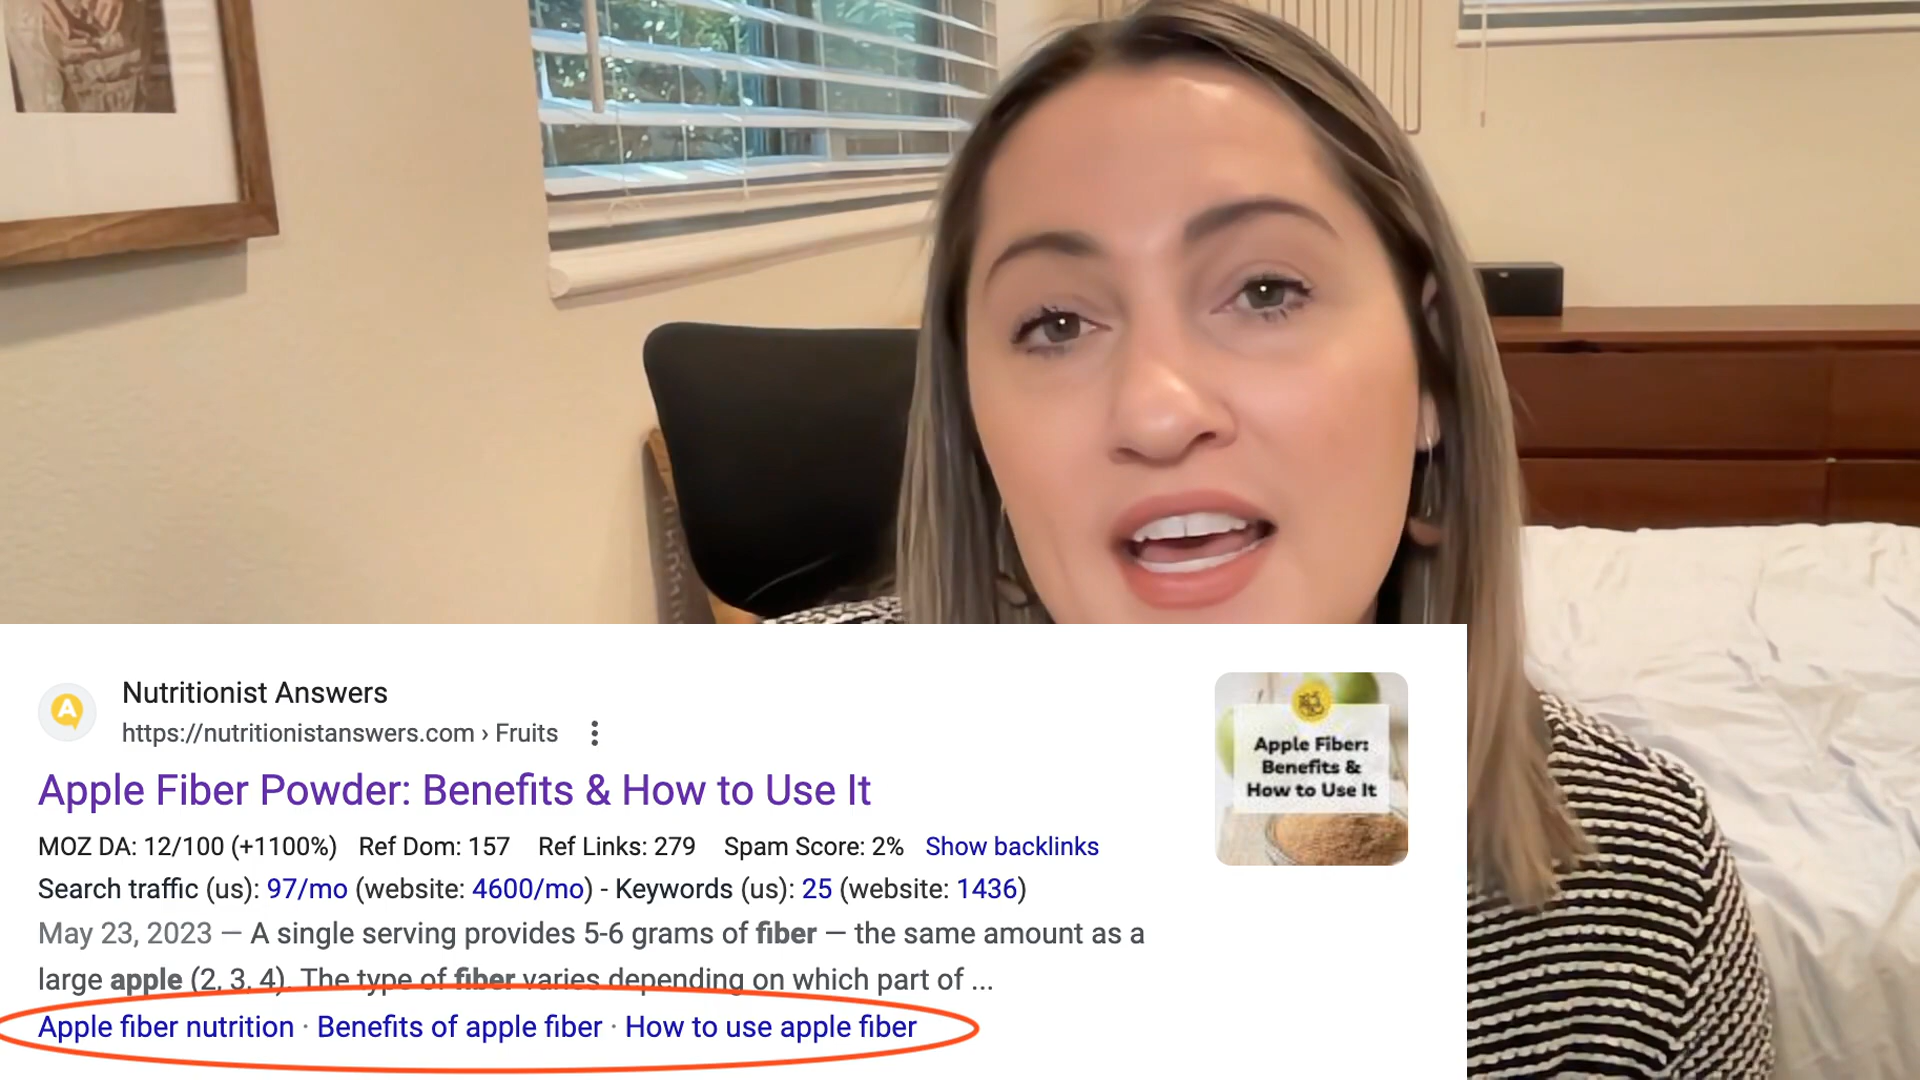 Nutritionist Answers
https://nutritionistanswers.com › Fruits
Apple Fiber Powder: Benefits & How to Use It
MOZ DA: 12/100 (+1100%) Ref Dom: 157 Ref Links: 279 Spam Score: 2% Show backlinks
Search traffic (us): 97/mo (website: 4600/mo) - Keywords (us): 25 (website: 1436)
May 23, 2023 — A single serving provides 5-6 grams of fiber — the same amount as a
large apple (2, 3, 4). The type of fiber varies depending on which part of ...
Apple fiber nutrition · Benefits of apple fiber · How to use apple fiber
A
Apple Fiber:
Benefits &
How to Use It